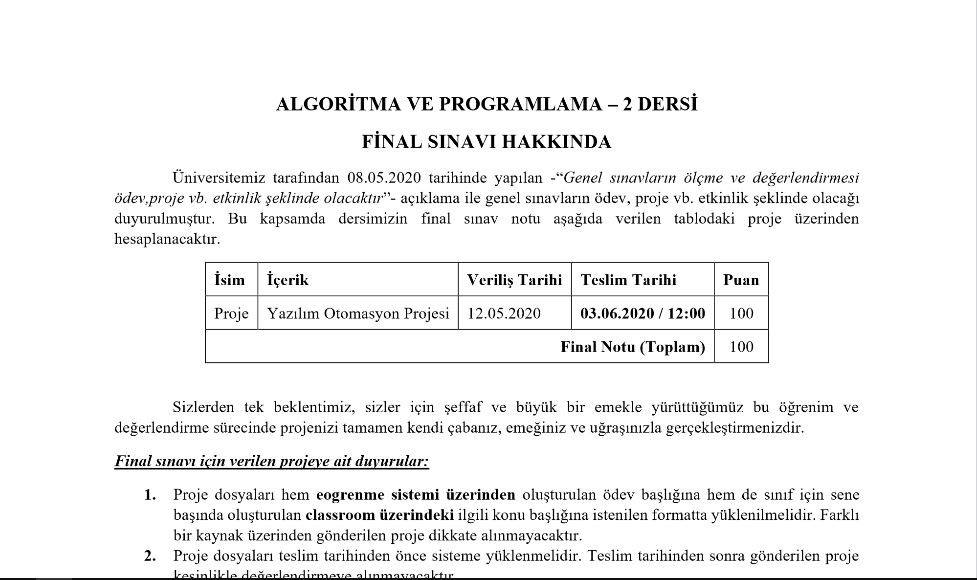 ALGORİTMA VE PROGRAMLAMA – 2 DERSİ
FİNAL SINAVI HAKKINDA
Üniversitemiz tarafından 08.05.2020 tarihinde yapılan -“Genel sınavların ölçme ve değerlendirmesi
ödev,proje vb. etkinlik şeklinde olacaktır”- açıklama ile genel sınavların ödev, proje vb. etkinlik şeklinde olacağı
duyurulmuştur. Bu kapsamda dersimizin final sınav notu aşağıda verilen tablodaki proje üzerinden
hesaplanacaktır.
İsim İçerik Veriliş Tarihi Teslim Tarihi Puan
Proje Yazılım Otomasyon Projesi 12.05.2020 03.06.2020 / 12:00 100
Final Notu (Toplam) 100
Sizlerden tek beklentimiz, sizler için şeffaf ve büyük bir emekle yürüttüğümüz bu öğrenim ve
değerlendirme sürecinde projenizi tamamen kendi çabanız, emeğiniz ve uğraşınızla gerçekleştirmenizdir.
Final sınavı için verilen projeye ait duyurular:
1. Proje dosyaları hem eogrenme sistemi üzerinden oluşturulan ödev başlığına hem de sınıf için sene
başında oluşturulan classroom üzerindeki ilgili konu başlığına istenilen formatta yüklenilmelidir. Farklı
bir kaynak üzerinden gönderilen proje dikkate alınmayacaktır.
2. Proje dosyaları teslim tarihinden önce sisteme yüklenmelidir. Teslim tarihinden sonra gönderilen proje
kesinlikle değerlendirmeye alınmayacaktır.